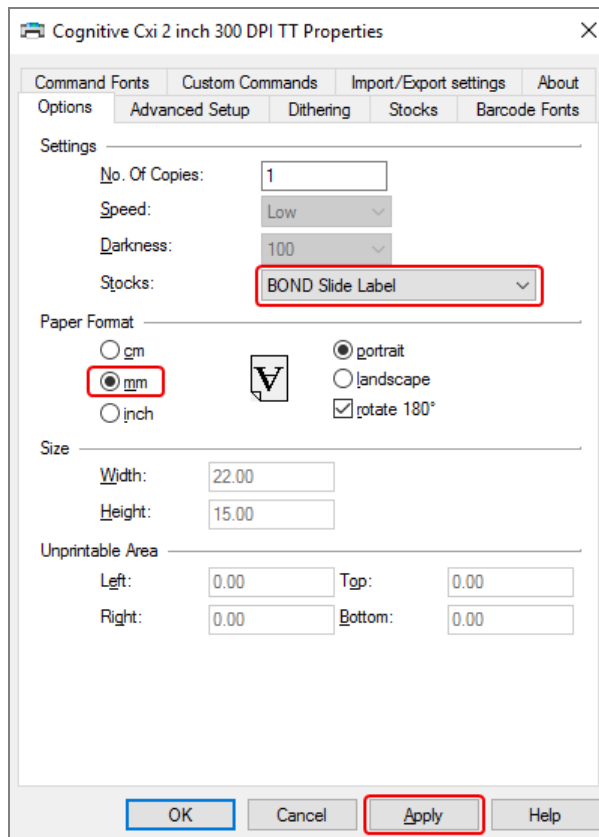 Cognitive Cxi 2 inch 300 DPI TT Properties
Command Fonts Custom Commands Import/Export settings About
Options Advanced Setup Dithering Stocks Barcode Fonts
Settings
No. Of Copies: 1
Speed: Low
Darkness: 100
Stocks: BOND Slide Label
Paper Format
cm portrait
mm landscape
inch rotate 180°
A
Size
Width: 22.00
Height: 15.00
Unprintable Area
Left: 0.00 Top: 0.00
Right: 0.00 Bottom: 0.00
OK Cancel Apply Help